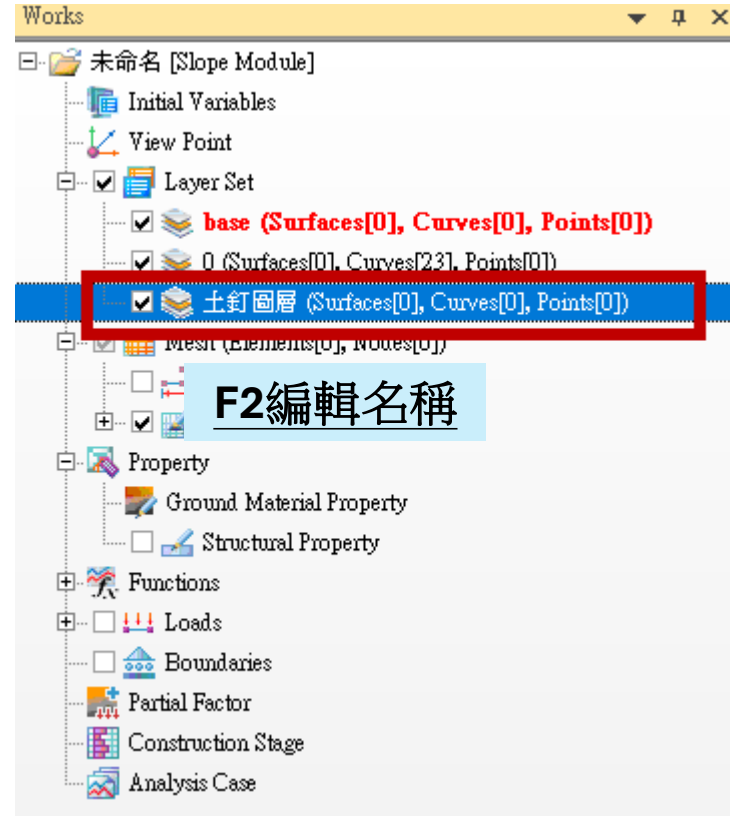 Works
未命名 [Slope Module]
Initial Variables
View Point
Layer Set
base (Surfaces[0], Curves[0], Points[0])
0 (Surfaces[0], Curves[23], Points[0])
土釘圖層 (Surfaces[0], Curves[0], Points[0])
Mesh (Elements[0], Nodes[0])
F2編輯名稱
Property
Ground Material Property
Structural Property
Functions
Loads
Boundaries
Partial Factor
Construction Stage
Analysis Case